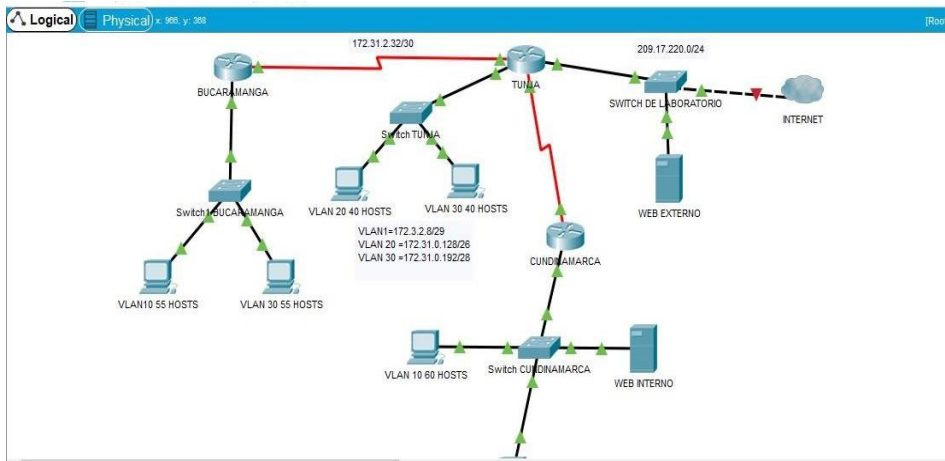 Logical
Physical
x: 966, y: 368
[Root
172.31.2.32/30
209.17.220.0/24
BUCARAMANGA
TUNJA
SWITCH DE LABORATORIO
INTERNET
Switch TUNJA
VLAN 20 40 HOSTS
VLAN 30 40 HOSTS
WEB EXTERNO
Switch1 BUCARAMANGA
VLAN1=172.3.2.8/29
VLAN 20 =172.31.0.128/26
VLAN 30 =172.31.0.192/28
CUNDINAMARCA
VLAN10 55 HOSTS
VLAN 30 55 HOSTS
VLAN 10 60 HOSTS
Switch CUNDINAMARCA
WEB INTERNO